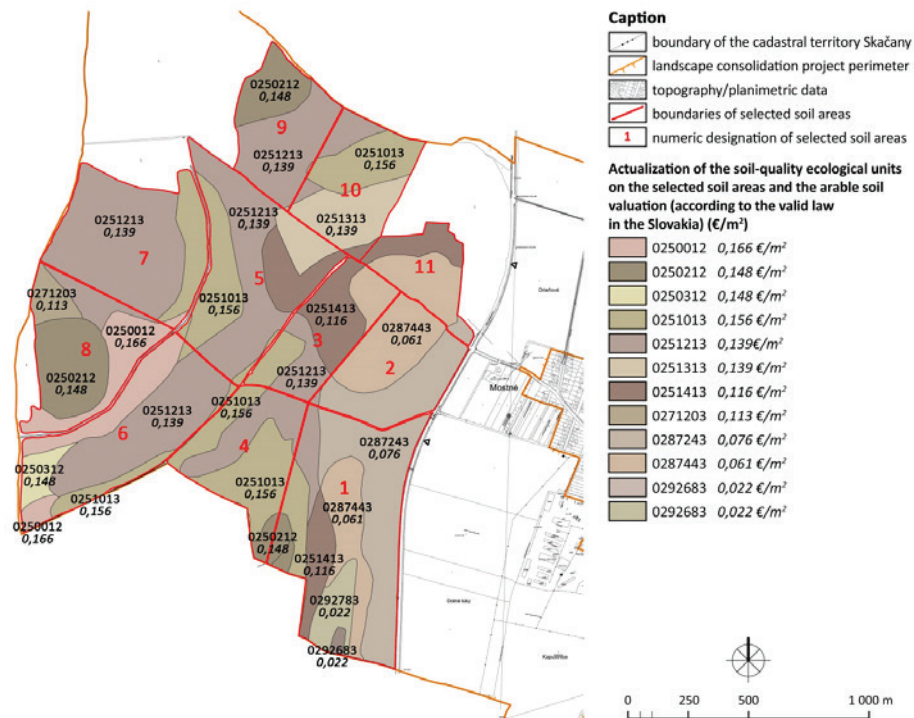 0250212
0,148
9
0251213
0,139
0251013
0,156
10
0251213
0,139
0251313
0,139
0251213
0,139
7
5
11
0271203
0,113
0251013
0,156
0251413
0,116
0250012
0,166
8
3
0287443
0,061
0250212
0,148
0251213
0,139
2
0251013
0,156
0251213
0,139
Mostné
6
4
0287243
0,076
0250312
0,148
0251013
0,156
0251013
0,156
1
0287443
0,061
0250012
0,166
0250212
0,148
0251413
0,116
0292783
0,022
0292683
0,022
Caption
boundary of the cadastral territory Skačany
landscape consolidation project perimeter
topography/planimetric data
boundaries of selected soil areas
1 numeric designation of selected soil areas
Actualization of the soil-quality ecological units
on the selected soil areas and the arable soil
valuation (according to the valid law
in the Slovakia) (€/m²)
0250012 0,166 €/m²
0250212 0,148 €/m²
0250312 0,148 €/m²
0251013 0,156 €/m²
0251213 0,139€/m²
0251313 0,139 €/m²
0251413 0,116 €/m²
0271203 0,113 €/m²
0287243 0,076 €/m²
0287443 0,061 €/m²
0292683 0,022 €/m²
0292683 0,022 €/m²
0 250 500 1 000 m